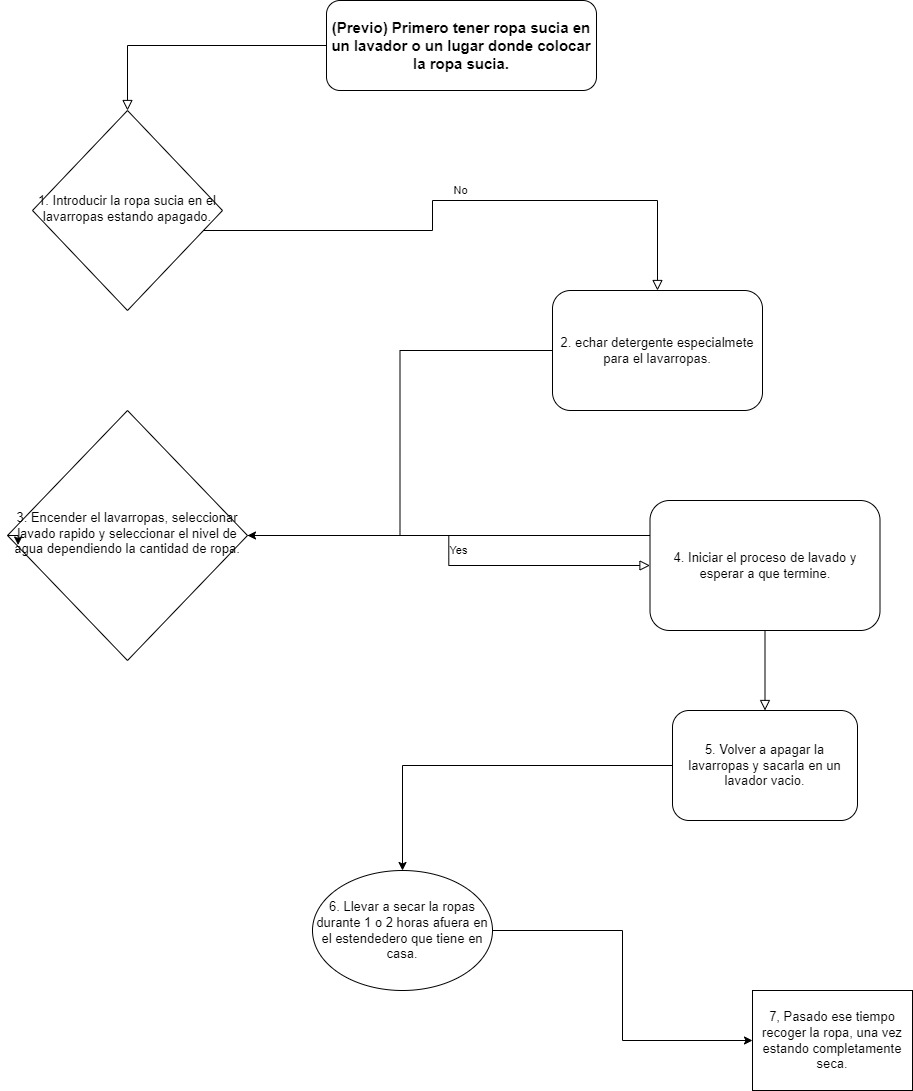 (Previo) Primero tener ropa sucia en
un lavador o un lugar donde colocar
la ropa sucia.
1. Introducir la ropa sucia en el
lavarropas estando apagado.
No
2. echar detergente especialmete
para el lavarropas.
3. Encender el lavarropas, seleccionar
lavado rapido y seleccionar el nivel de
agua dependiendo la cantidad de ropa.
Yes
4. Iniciar el proceso de lavado y
esperar a que termine.
5. Volver a apagar la
lavarropas y sacarla en un
lavador vacio.
6. Llevar a secar la ropas
durante 1 o 2 horas afuera en
el estendedero que tiene en
casa.
7, Pasado ese tiempo
recoger la ropa, una vez
estando completamente
seca.